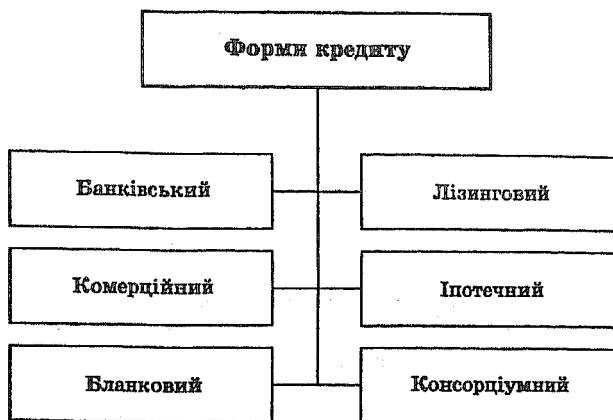 Форми кредиту
Банківський
Лізинговий
Комерційний
Іпотечний
Бланковий
Консорціумний